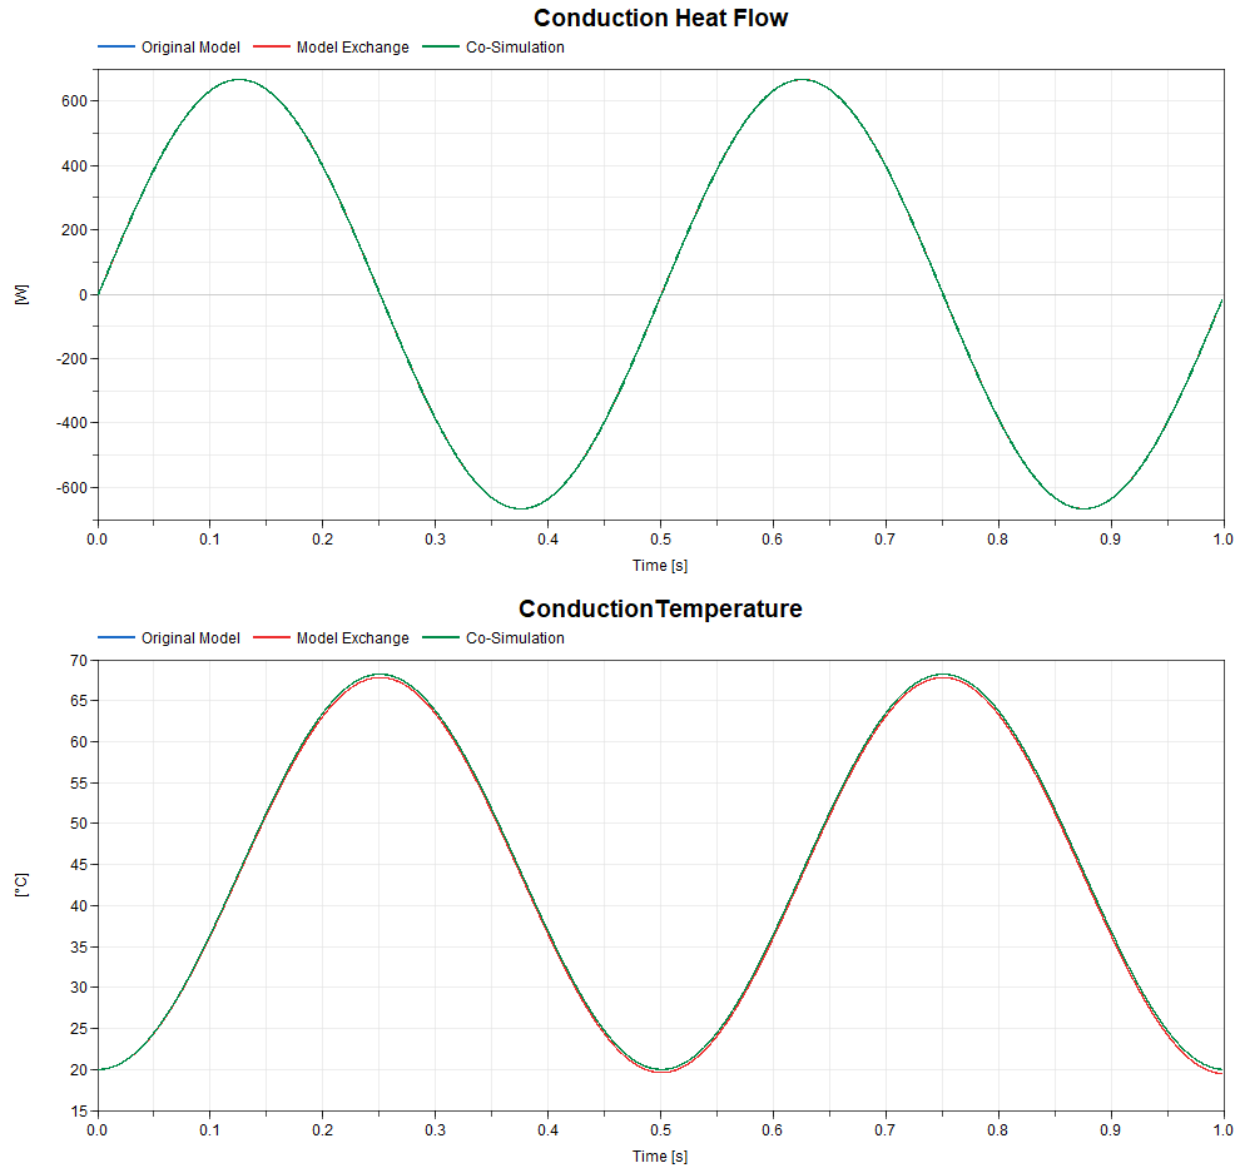 Conduction Heat Flow
Original Model Model Exchange Co-Simulation
600
400
200
0
-200
-400
-600
[W]
0.0 0.1 0.2 0.3 0.4 0.5 0.6 0.7 0.8 0.9 1.0
Time [s]
ConductionTemperature
Original Model Model Exchange Co-Simulation
70
65
60
55
50
45
40
35
30
25
20
15
[°C]
0.0 0.1 0.2 0.3 0.4 0.5 0.6 0.7 0.8 0.9 1.0
Time [s]